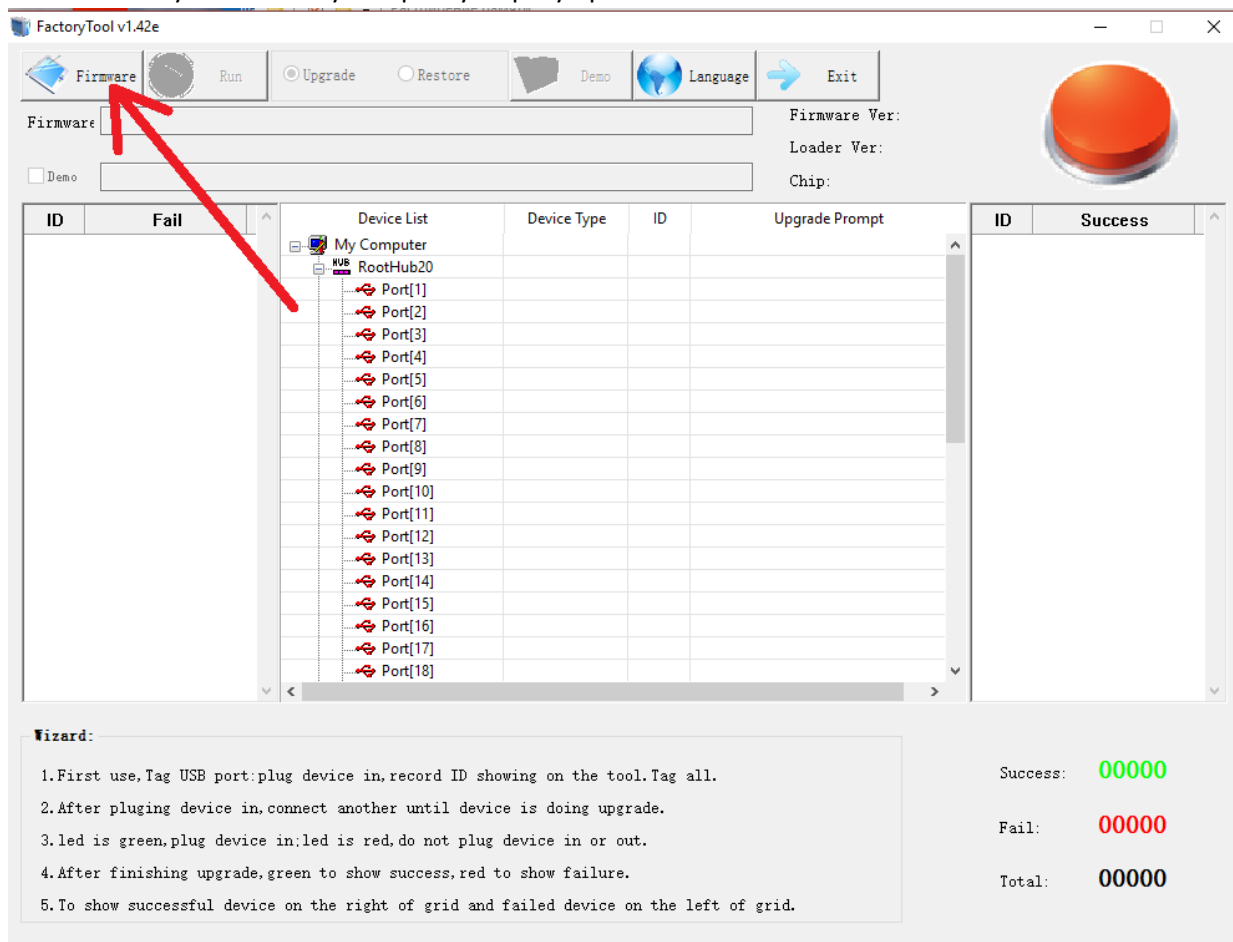 FactoryTool v1.42e
Firmware Run Upgrade Restore Demo Language Exit
Firmware
Firmware Ver:
Loader Ver:
Demo
Chip:
ID Fail Device List Device Type ID Upgrade Prompt ID Success
My Computer
HUB RootHub20
Port[1]
Port[2]
Port[3]
Port[4]
Port[5]
Port[6]
Port[7]
Port[8]
Port[9]
Port[10]
Port[11]
Port[12]
Port[13]
Port[14]
Port[15]
Port[16]
Port[17]
Port[18]
Wizard:
1.First use,Tag USB port:plug device in,record ID showing on the tool.Tag all.
2.After pluging device in,connect another until device is doing upgrade.
3.led is green,plug device in;led is red,do not plug device in or out.
4.After finishing upgrade,green to show success,red to show failure.
5.To show successful device on the right of grid and failed device on the left of grid.
Success: 00000
Fail: 00000
Total: 00000